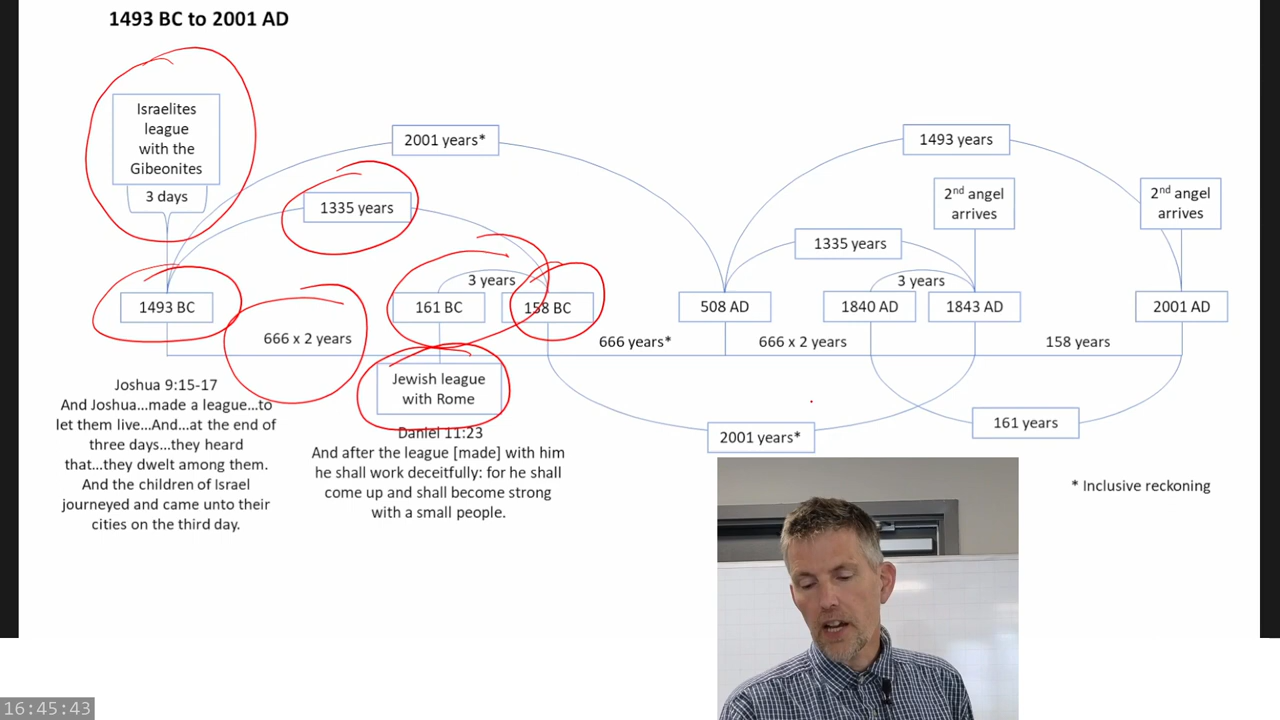 1493 BC to 2001 AD
Israelites
league
with the
Gibeonites
3 days
2001 years*
1493 years
1335 years
2nd angel
arrives
2nd angel
arrives
1335 years
3 years
3 years
1493 BC
161 BC
158 BC
508 AD
1840 AD
1843 AD
2001 AD
666 x 2 years
666 years*
666 x 2 years
158 years
Jewish league
with Rome
2001 years*
161 years
Joshua 9:15-17
And Joshua...made a league...to
let them live...And...at the end of
three days...they heard
that...they dwelt among them.
And the children of Israel
journeyed and came unto their
cities on the third day.
Daniel 11:23
And after the league [made] with him
he shall work deceitfully: for he shall
come up and shall become strong
with a small people.
* Inclusive reckoning
16:45:43